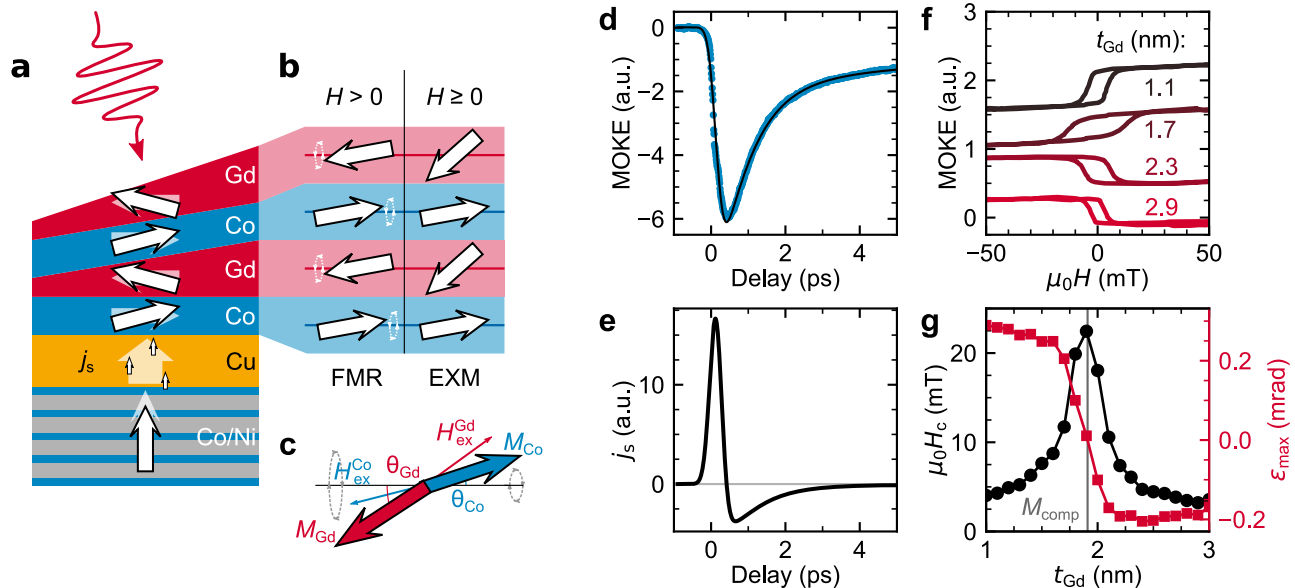 a
Gd
Co
Gd
Co
Cu
j_s
Co/Ni
b
H > 0
H ≥ 0
FMR
EXM
c
H_ex^Gd
M_Co
H_ex^Co
θ_Gd
θ_Co
M_Gd
d
MOKE (a.u.)
0
−2
−4
−6
0 2 4
Delay (ps)
e
j_s (a.u.)
10
0
0 2 4
Delay (ps)
f
MOKE (a.u.)
3
2
1
0
t_Gd (nm):
1.1
1.7
2.3
2.9
−50 0 50
μ₀H (mT)
g
μ₀H_c (mT)
20
10
0
M_comp
0.2
0.0
−0.2
ε_max (mrad)
1 2 3
t_Gd (nm)